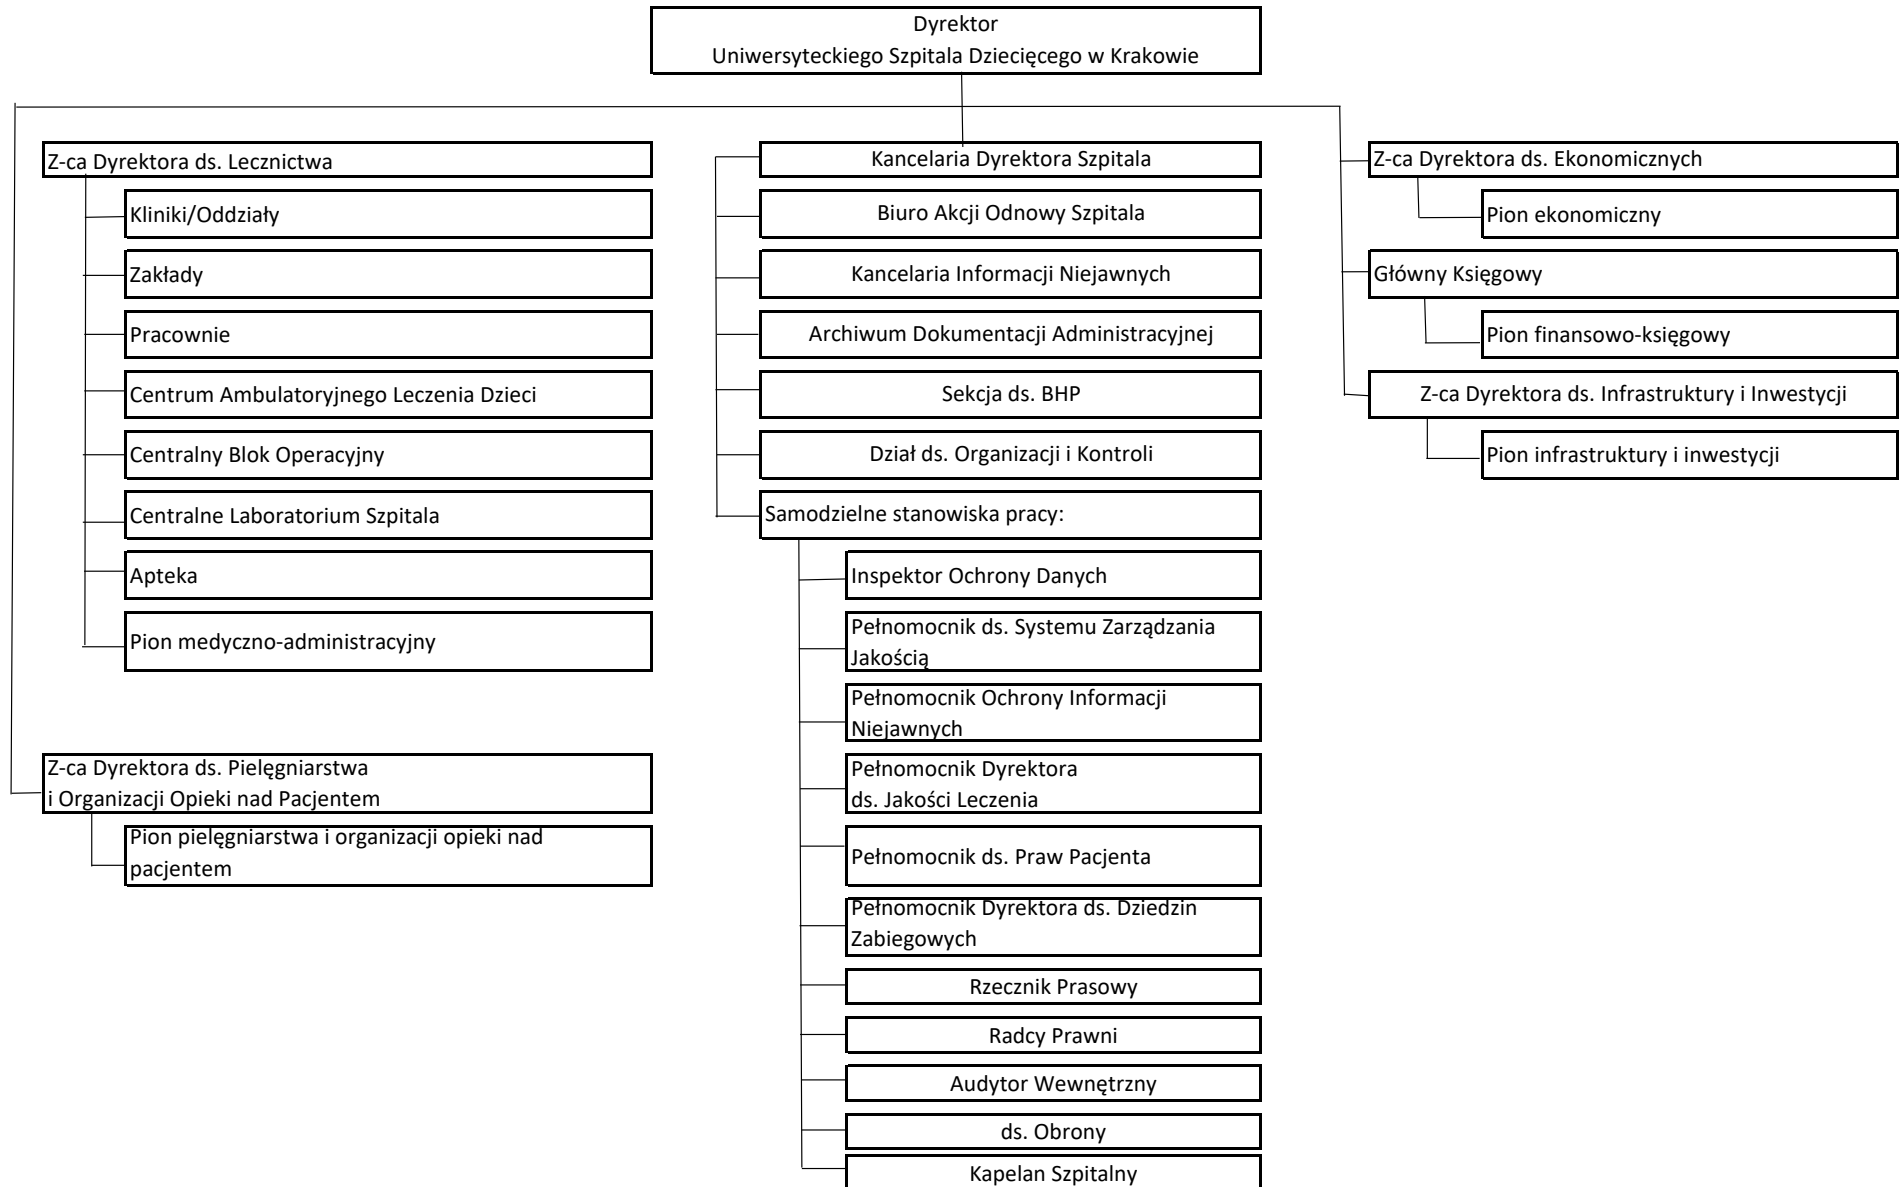 Dyrektor
Uniwersyteckiego Szpitala Dziecięcego w Krakowie
Z-ca Dyrektora ds. Lecznictwa
Kliniki/Oddziały
Zakłady
Pracownie
Centrum Ambulatoryjnego Leczenia Dzieci
Centralny Blok Operacyjny
Centralne Laboratorium Szpitala
Apteka
Pion medyczno-administracyjny
Z-ca Dyrektora ds. Pielęgniarstwa
i Organizacji Opieki nad Pacjentem
Pion pielęgniarstwa i organizacji opieki nad
pacjentem
Kancelaria Dyrektora Szpitala
Biuro Akcji Odnowy Szpitala
Kancelaria Informacji Niejawnych
Archiwum Dokumentacji Administracyjnej
Sekcja ds. BHP
Dział ds. Organizacji i Kontroli
Samodzielne stanowiska pracy:
Inspektor Ochrony Danych
Pełnomocnik ds. Systemu Zarządzania
Jakością
Pełnomocnik Ochrony Informacji
Niejawnych
Pełnomocnik Dyrektora
ds. Jakości Leczenia
Pełnomocnik ds. Praw Pacjenta
Pełnomocnik Dyrektora ds. Dziedzin
Zabiegowych
Rzecznik Prasowy
Radcy Prawni
Audytor Wewnętrzny
ds. Obrony
Kapelan Szpitalny
Z-ca Dyrektora ds. Ekonomicznych
Pion ekonomiczny
Główny Księgowy
Pion finansowo-księgowy
Z-ca Dyrektora ds. Infrastruktury i Inwestycji
Pion infrastruktury i inwestycji